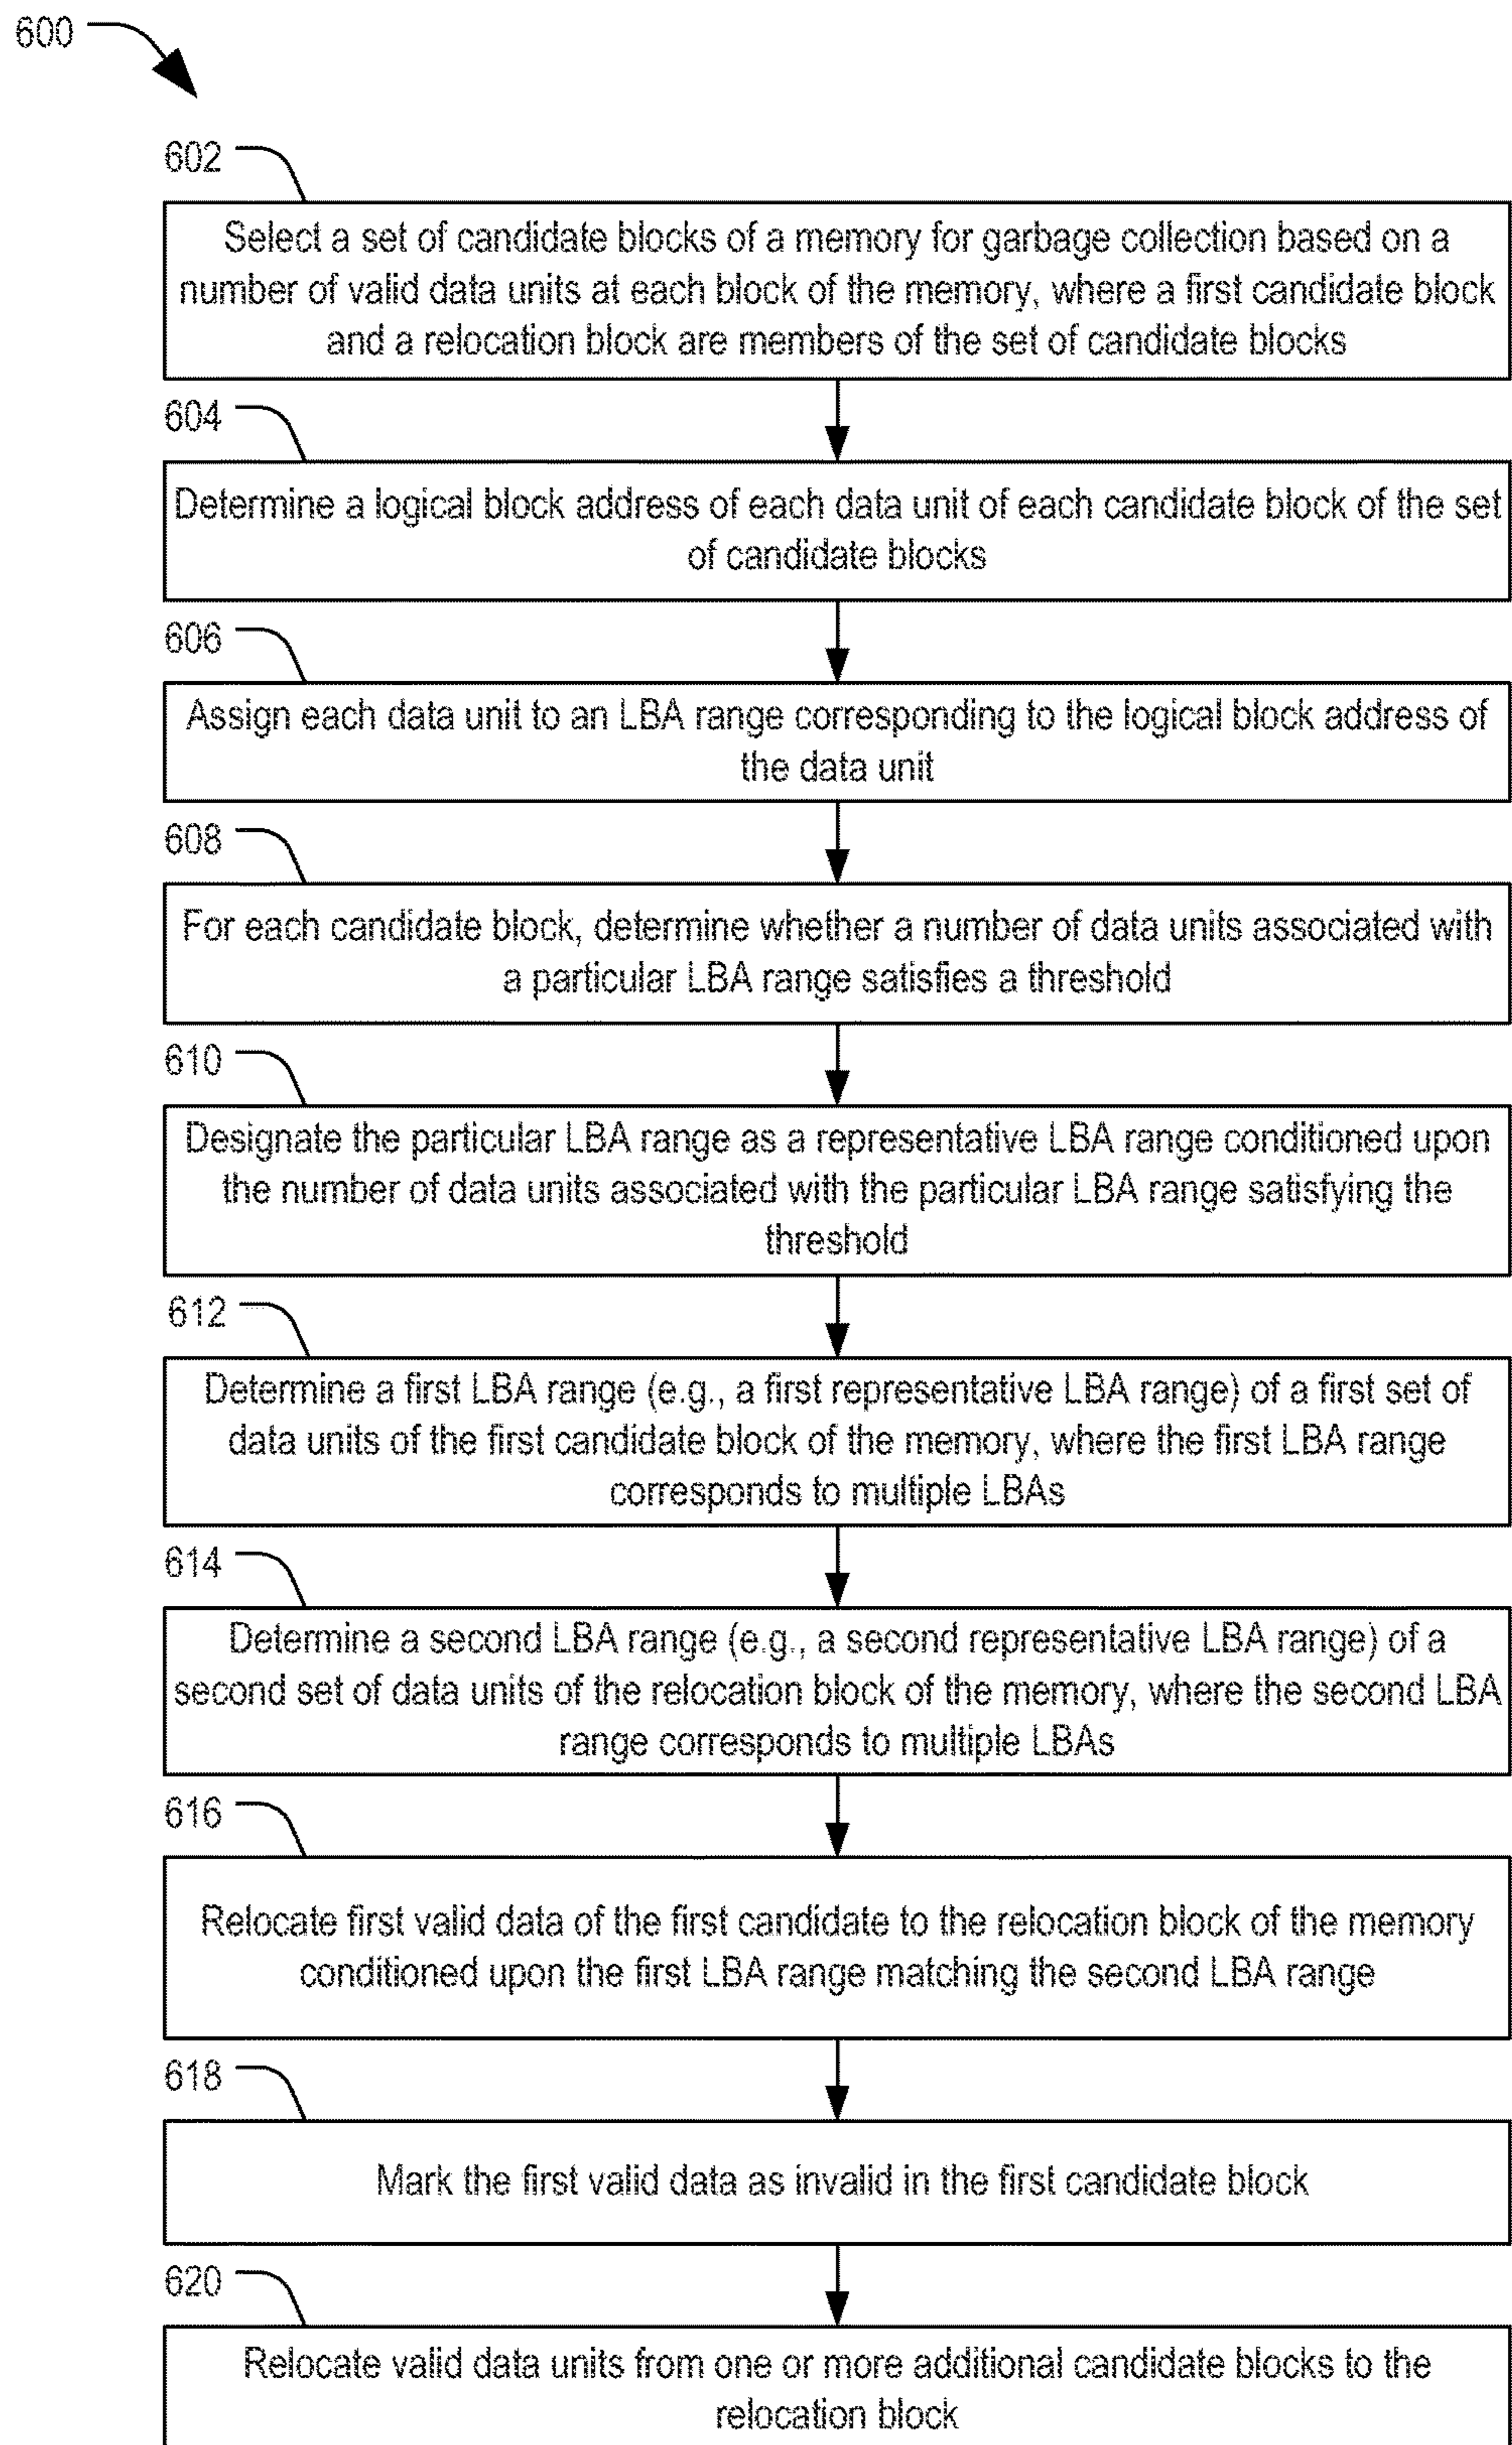 600
602
Select a set of candidate blocks of a memory for garbage collection based on a
number of valid data units at each block of the memory, where a first candidate block
and a relocation block are members of the set of candidate blocks
604
Determine a logical block address of each data unit of each candidate block of the set
of candidate blocks
606
Assign each data unit to an LBA range corresponding to the logical block address of
the data unit
608
For each candidate block, determine whether a number of data units associated with
a particular LBA range satisfies a threshold
610
Designate the particular LBA range as a representative LBA range conditioned upon
the number of data units associated with the particular LBA range satisfying the
threshold
612
Determine a first LBA range (e.g., a first representative LBA range) of a first set of
data units of the first candidate block of the memory, where the first LBA range
corresponds to multiple LBAs
614
Determine a second LBA range (e.g., a second representative LBA range) of a
second set of data units of the relocation block of the memory, where the second LBA
range corresponds to multiple LBAs
616
Relocate first valid data of the first candidate to the relocation block of the memory
conditioned upon the first LBA range matching the second LBA range
618
Mark the first valid data as invalid in the first candidate block
620
Relocate valid data units from one or more additional candidate blocks to the
relocation block